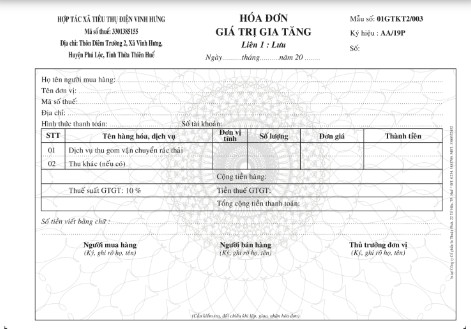 HỢP TÁC XÃ TIÊU THỤ ĐIỆN VINH HƯNG
Mã số thuế: 3301385155
Địa chỉ: Thôn Diêm Trường 2, Xã Vinh Hưng,
Huyện Phú Lộc, Tỉnh Thừa Thiên Huế
HÓA ĐƠN
GIÁ TRỊ GIA TĂNG
Liên 1 : Lưu
Ngày........tháng........năm 20........
Mẫu số: 01GTKT2/003
Ký hiệu : AA/19P
Số:
Họ tên người mua hàng:
Tên đơn vị:
Mã số thuế:
Địa chỉ:
Hình thức thanh toán: Số tài khoản:
STT Tên hàng hóa, dịch vụ Đơn vị tính Số lượng Đơn giá Thành tiền
01 Dịch vụ thu gom vận chuyển rác thải
02 Thu khác (nếu có)
Cộng tiền hàng:
Thuế suất GTGT: 10 % Tiền thuế GTGT:
Tổng cộng tiền thanh toán:
Số tiền viết bằng chữ:
Người mua hàng Người bán hàng Thủ trưởng đơn vị
(Ký, ghi rõ họ, tên) (Ký, ghi rõ họ, tên) (Ký, ghi rõ họ, tên)
(Cần kiểm tra, đối chiếu khi lập, giao, nhận hóa đơn)